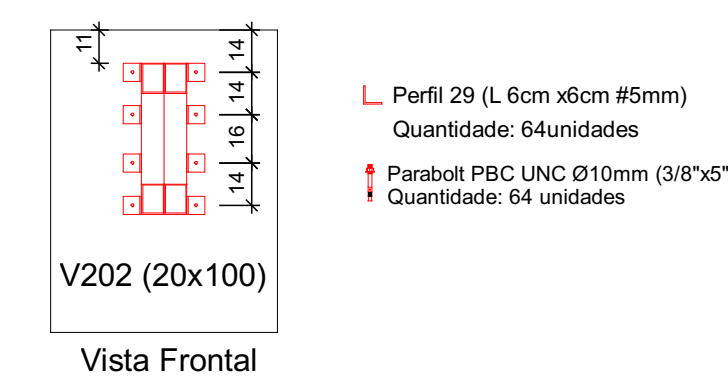 11
14
14
16
14
Perfil 29 (L 6cm x6cm #5mm)
Quantidade: 64unidades
Parabolt PBC UNC Ø10mm (3/8"x5"
Quantidade: 64 unidades
V202 (20x100)
Vista Frontal